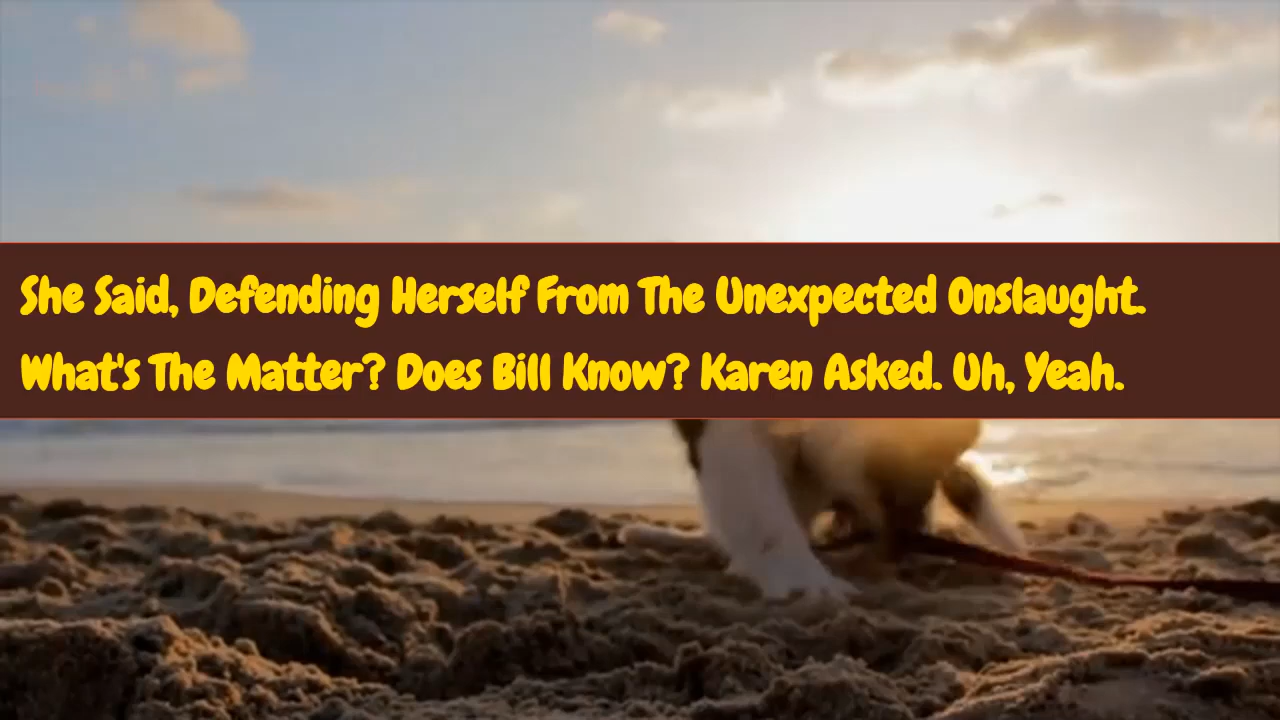 She Said, Defending Herself From The Unexpected Onslaught.
What's The Matter? Does Bill Know? Karen Asked. Uh, Yeah.